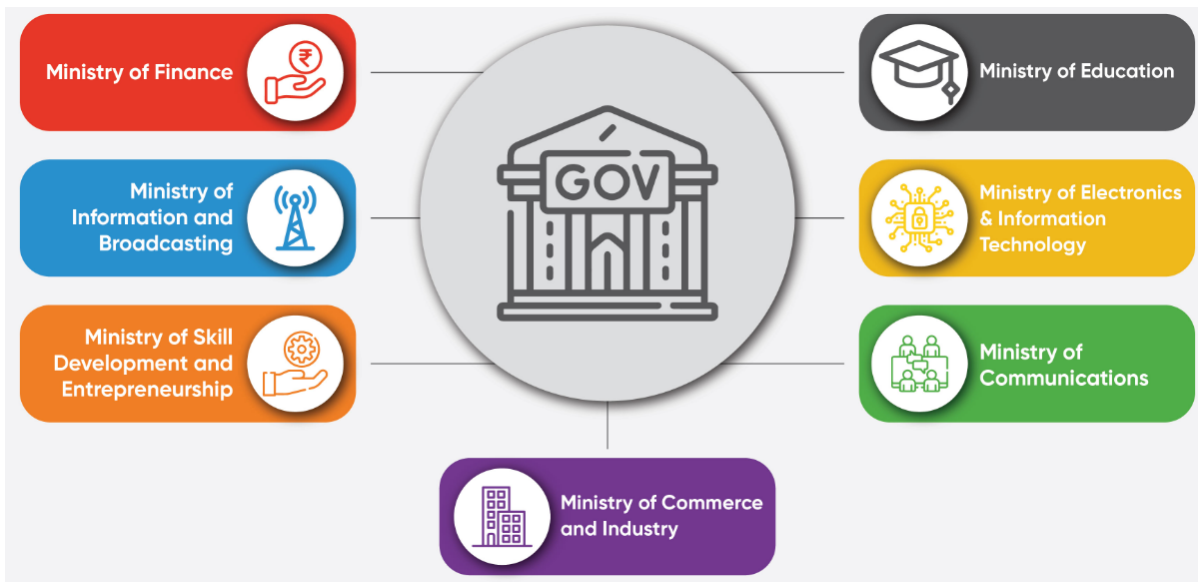 Ministry of Finance
₹
Ministry of
Information and
Broadcasting
Ministry of Skill
Development and
Entrepreneurship
GOV
Ministry of Education
Ministry of Electronics
& Information
Technology
Ministry of
Communications
Ministry of Commerce
and Industry